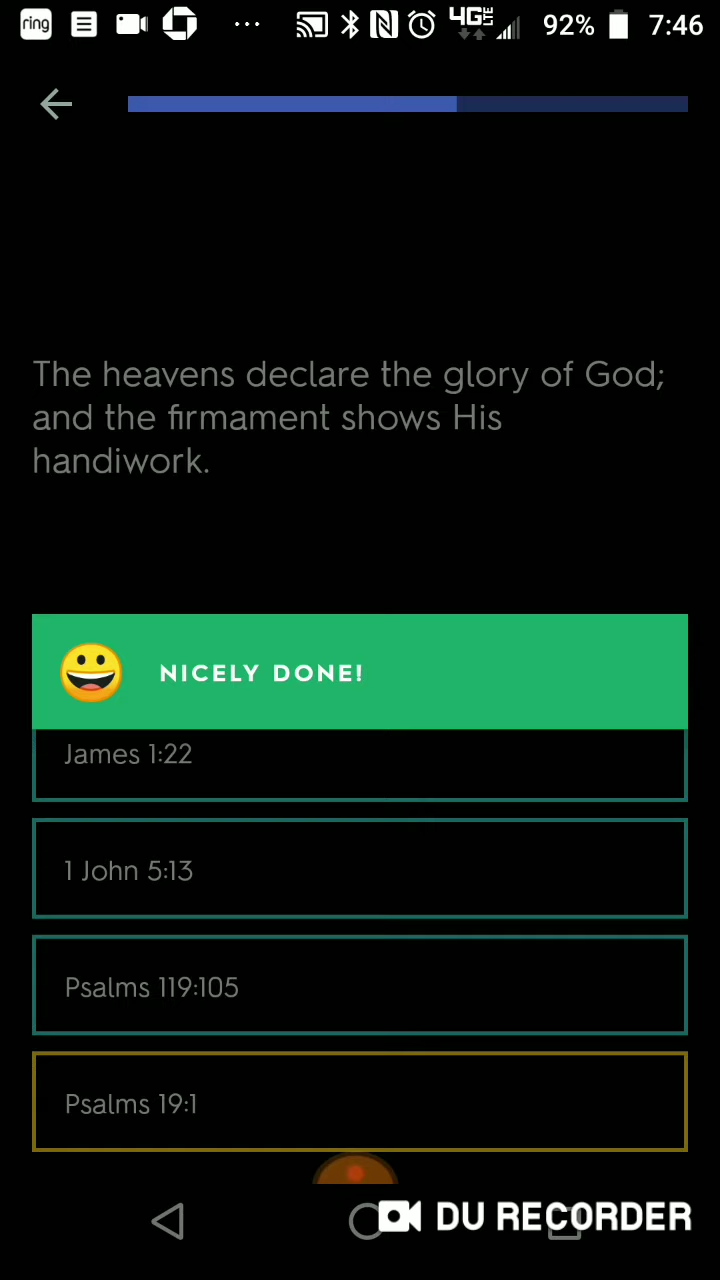 ring
4G LTE 92% 7:46
The heavens declare the glory of God;
and the firmament shows His
handiwork.
NICELY DONE!
James 1:22
1 John 5:13
Psalms 119:105
Psalms 19:1
DU RECORDER